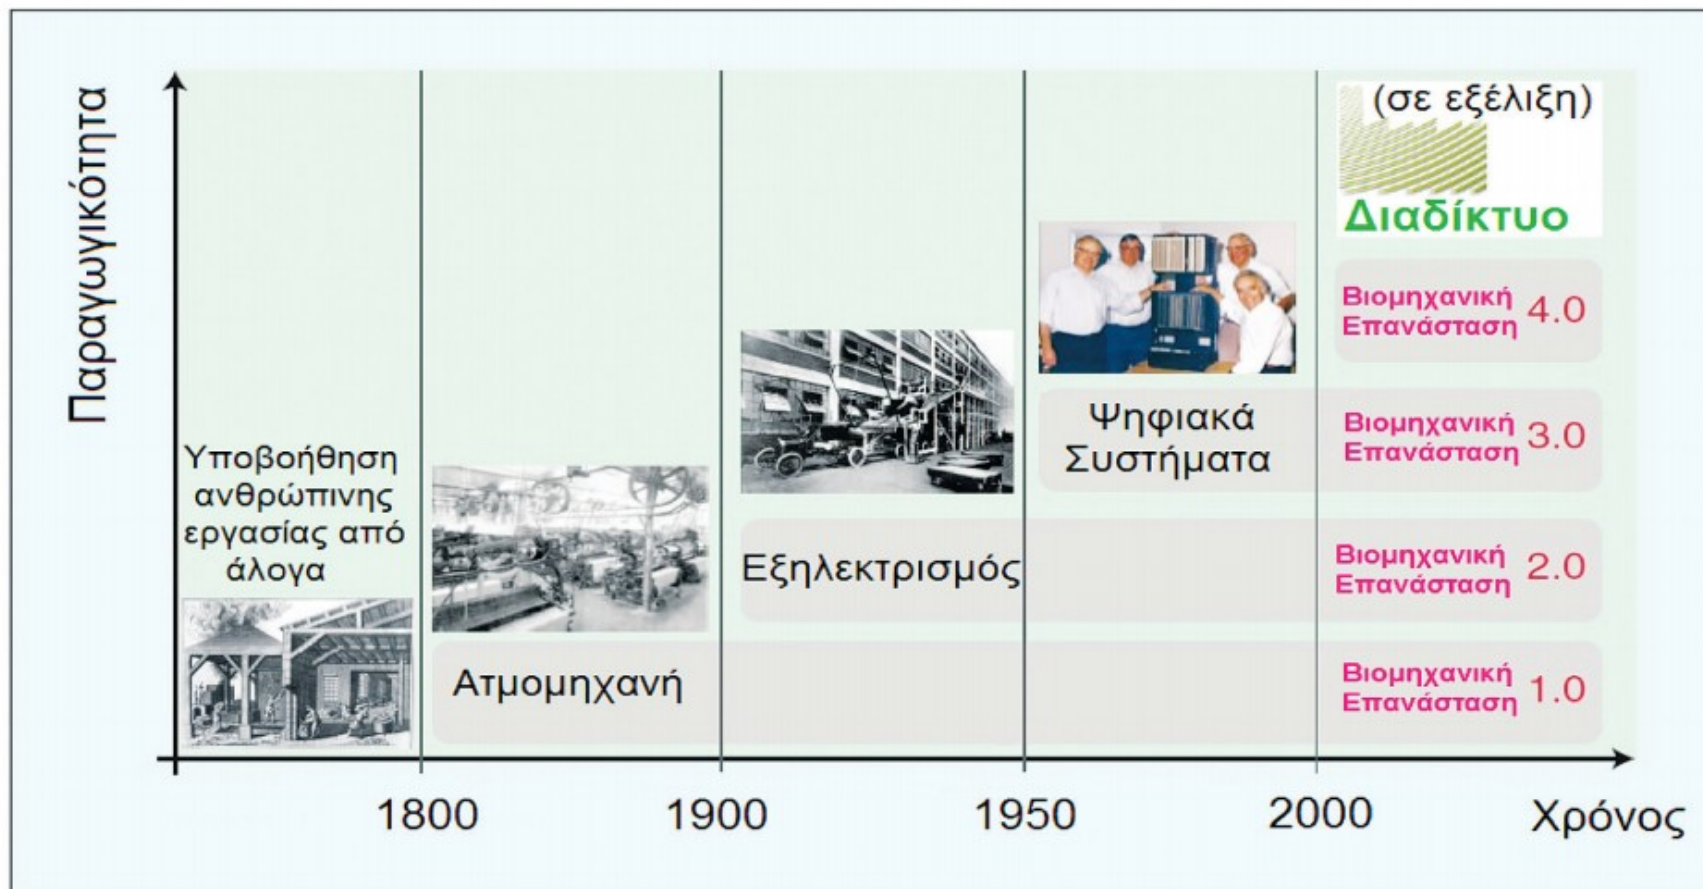 Παραγωγικότητα
(σε εξέλιξη)
Διαδίκτυο
Βιομηχανική
Επανάσταση 4.0
Ψηφιακά
Συστήματα
Βιομηχανική
Επανάσταση 3.0
Υποβοήθηση
ανθρώπινης
εργασίας από
άλογα
Εξηλεκτρισμός
Βιομηχανική
Επανάσταση 2.0
Ατμομηχανή
Βιομηχανική
Επανάσταση 1.0
1800 1900 1950 2000 Χρόνος